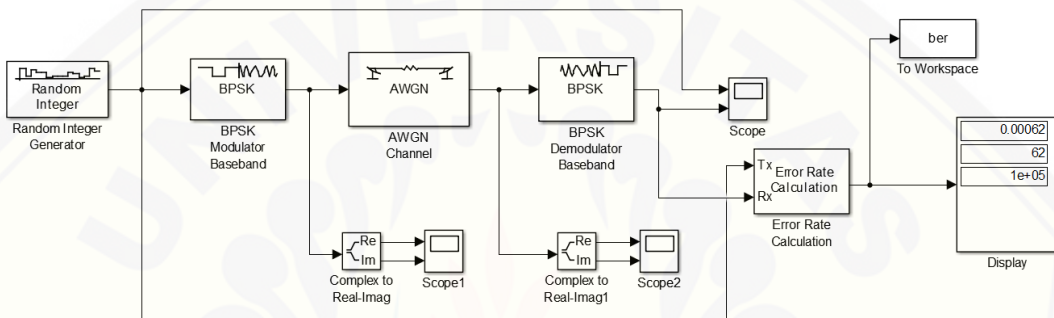 Random
Integer
Random Integer
Generator
BPSK
BPSK
Modulator
Baseband
AWGN
AWGN
Channel
BPSK
BPSK
Demodulator
Baseband
Scope
ber
To Workspace
Tx
Rx
Error Rate
Calculation
Error Rate
Calculation
0.00062
62
1e+05
Display
Re
Im
Complex to
Real-Imag
Scope1
Re
Im
Complex to
Real-Imag1
Scope2
UNIVERSITAS